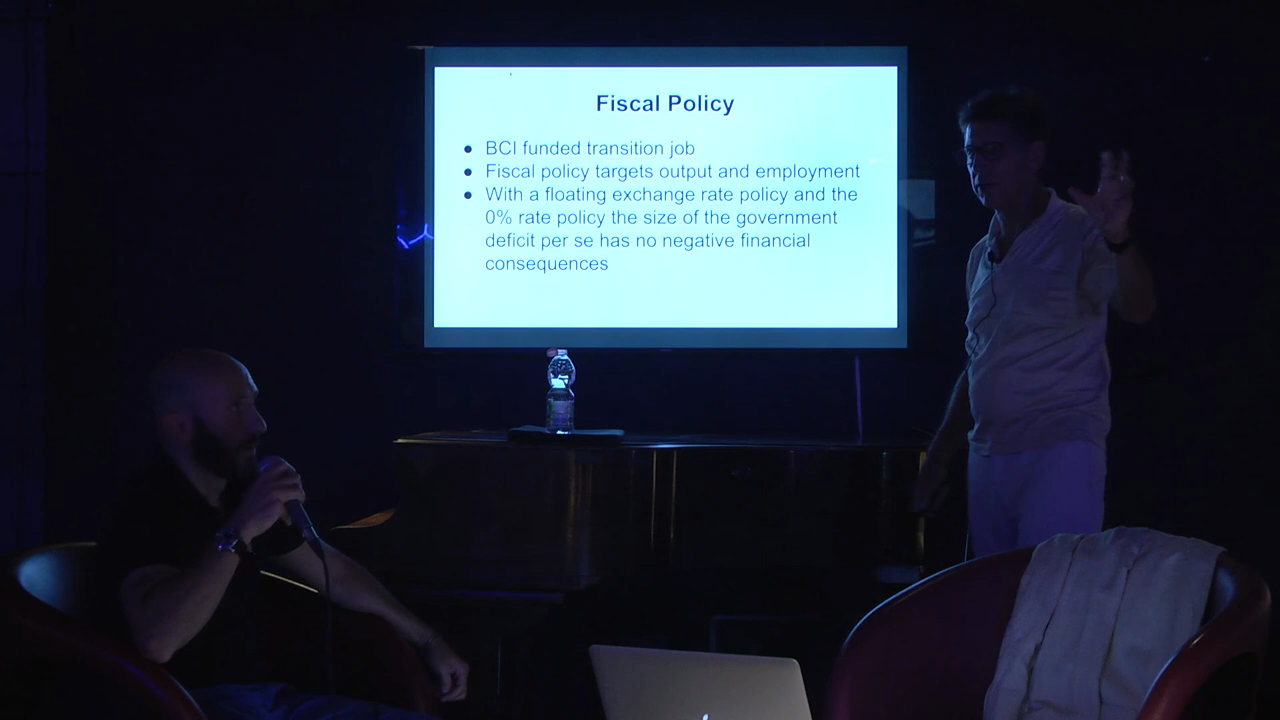 Fiscal Policy
● BCI funded transition job
● Fiscal policy targets output and employment
● With a floating exchange rate policy and the
0% rate policy the size of the government
deficit per se has no negative financial
consequences